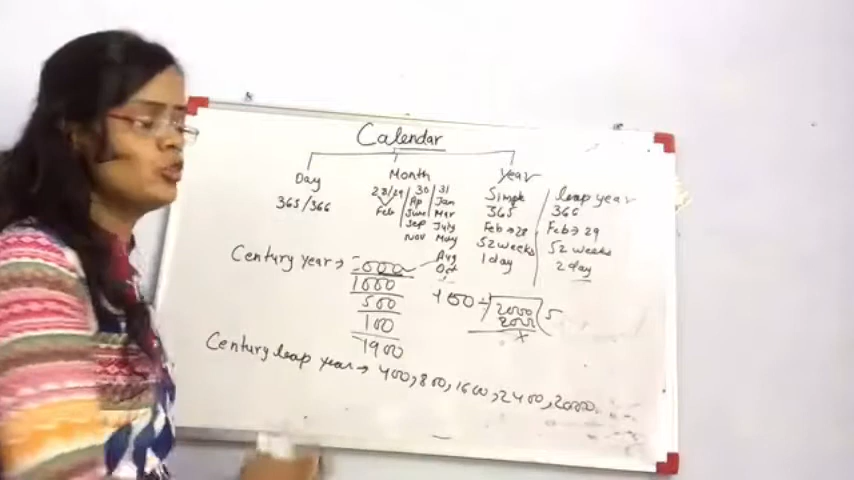 Calendar
Day Month Year
365/366
28/29 30 31
Feb Ap Jan
June Mar
Sep July
Nov May
Aug
Oct
Simple leap year
365 366
Feb→28 Feb→29
52 weeks 52 weeks
1 day 2 day
Century year →
1000
500
100
1900
2000 5
2000
x
Century leap year → 400, 800, 1600, 2400, 2000